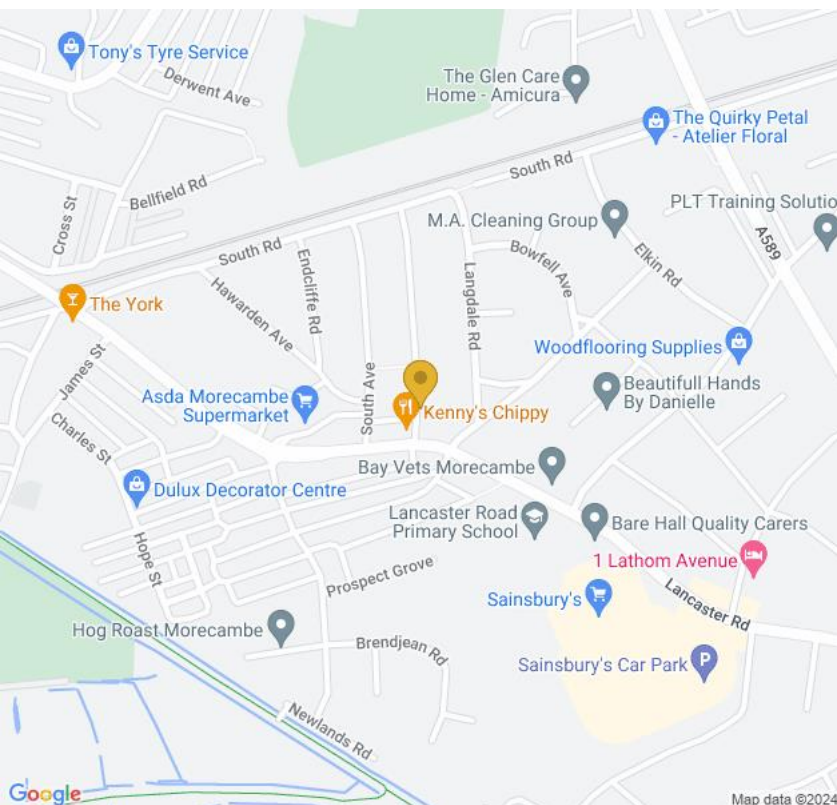 Tony's Tyre Service
Derwent Ave
The Glen Care
Home - Amicura
The Quirky Petal
- Atelier Floral
South Rd
Bellfield Rd
Cross St
M.A. Cleaning Group
PLT Training Solutio
A589
South Rd
Endcliffe Rd
Hawarden Ave
Langdale Rd
Bowfell Ave
Elkin Rd
The York
James St
Woodflooring Supplies
Asda Morecambe
Supermarket
South Ave
Kenny's Chippy
Beautifull Hands
By Danielle
Charles St
Bay Vets Morecambe
Dulux Decorator Centre
Lancaster Road
Primary School
Bare Hall Quality Carers
Hope St
1 Lathom Avenue
Prospect Grove
Sainsbury's
Lancaster Rd
Hog Roast Morecambe
Brendjean Rd
Sainsbury's Car Park
P
Newlands Rd
Google
Map data ©2024